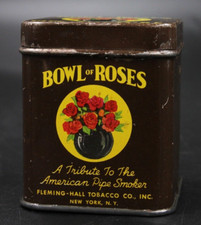 BOWL OF ROSES
A Tribute To The
American Pipe Smoker
FLEMING-HALL TOBACCO CO., INC.
NEW YORK, N.Y.